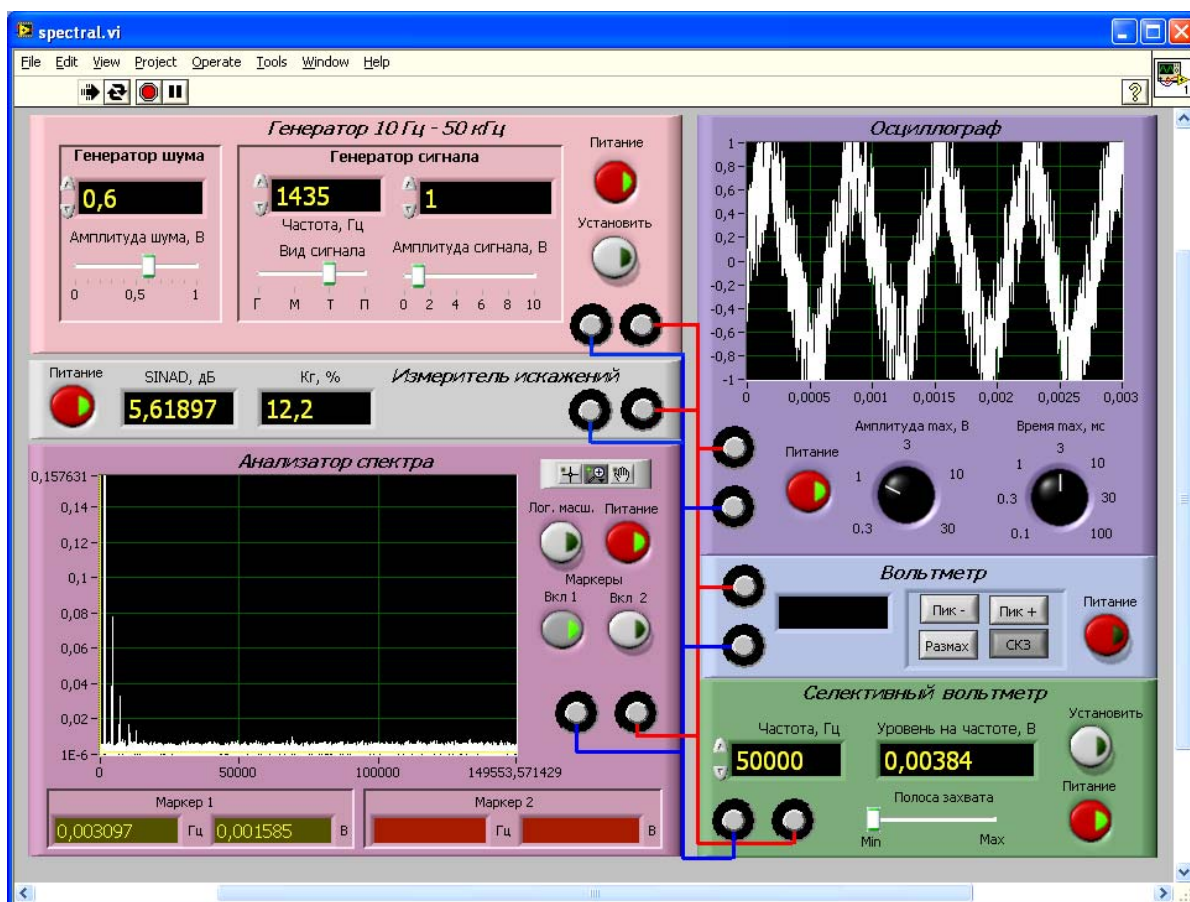 spectral.vi
File Edit View Project Operate Tools Window Help
1
Генератор 10 Гц - 50 кГц
Генератор шума
0,6
Амплитуда шума, В
0 0,5 1
Генератор сигнала
1435
1
Частота, Гц
Вид сигнала
Амплитуда сигнала, В
Г М Т П
0 2 4 6 8 10
Питание
Установить
Питание
SINAD, дБ
Кг, %
Измеритель искажений
5,61897
12,2
Анализатор спектра
0,157631
0,14
0,12
0,1
0,08
0,06
0,04
0,02
1E-6
0 50000 100000 149553,571429
Лог. масш. Питание
Маркеры
Вкл 1 Вкл 2
Маркер 1
0,003097 Гц 0,001585 В
Маркер 2
Гц В
Осциллограф
1
0,8
0,6
0,4
0,2
0
-0,2
-0,4
-0,6
-0,8
-1
0 0,0005 0,001 0,0015 0,002 0,0025 0,003
Питание
Амплитуда max, В
3
1 10
0.3 30
Время max, мс
3
1 10
0.3 30
0.1 100
Вольтметр
Пик - Пик +
Размах СКЗ
Питание
Селективный вольтметр
Частота, Гц
Уровень на частоте, В
Установить
50000
0,00384
Питание
Полоса захвата
Min Max